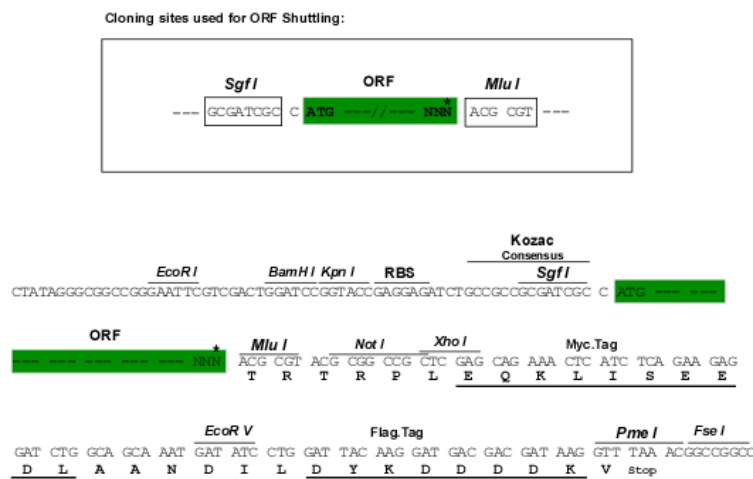 Cloning sites used for ORF Shuttling:
Sgf I ORF Mlu I
--- GCGATCGC C ATG ---//--- NNN* ACG CGT ---
Kozac
Consensus
EcoR I BamH I Kpn I RBS Sgf I
CTATAGGGCGGCCGGGAATTCGTCGACTGGATCCGGTACCGAGGAGATCTGCCGCCGCGATCGC C ATG --- ---
ORF Mlu I Not I Xho I Myc.Tag
--- --- --- --- --- ---NNN* ACG CGT ACG CGG CCG CTC GAG CAG AAA CTC ATC TCA GAA GAG
T R T R P L E Q K L I S E E
EcoR V Flag.Tag Pme I Fse I
GAT CTG GCA GCA AAT GAT ATC CTG GAT TAC AAG GAT GAC GAC GAT AAG GTT TAA ACGGCCGGCC
D L A A N D I L D Y K D D D D K V Stop